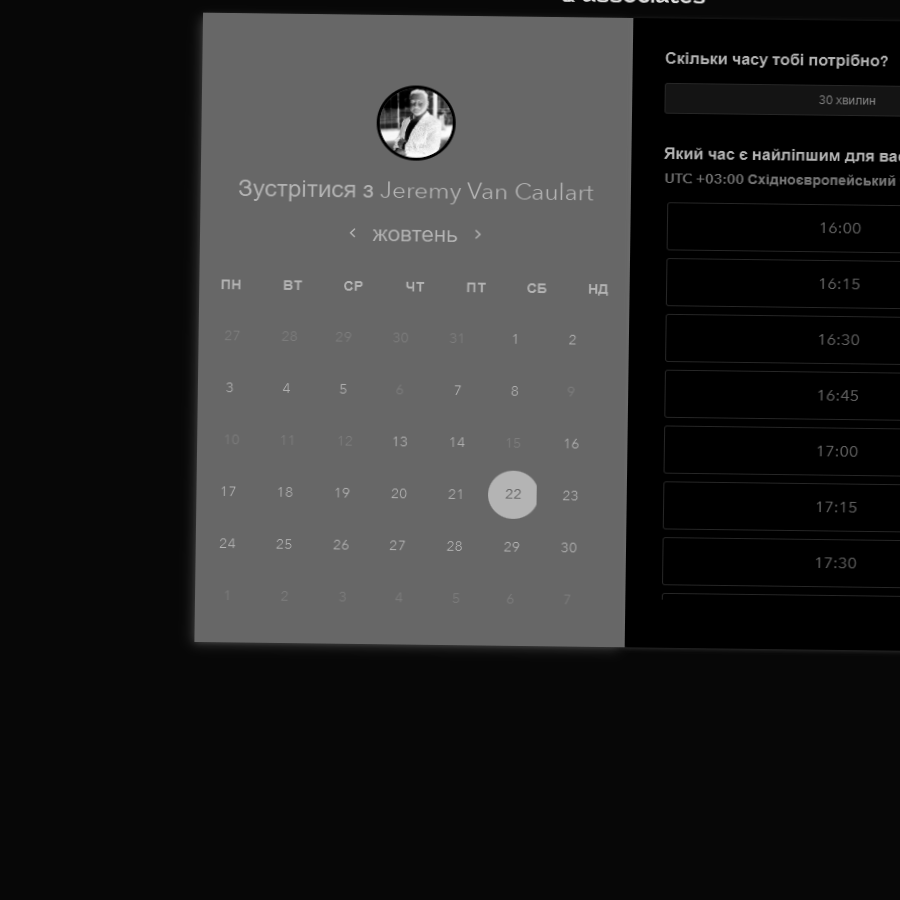 & associates
Зустрітися з Jeremy Van Caulart
‹ жовтень ›
ПН ВТ СР ЧТ ПТ СБ НД
27 28 29 30 31 1 2
3 4 5 6 7 8 9
10 11 12 13 14 15 16
17 18 19 20 21 22 23
24 25 26 27 28 29 30
1 2 3 4 5 6 7
Скільки часу тобі потрібно?
30 хвилин
Який час є найліпшим для вас
UTC +03:00 Східноєвропейський
16:00
16:15
16:30
16:45
17:00
17:15
17:30